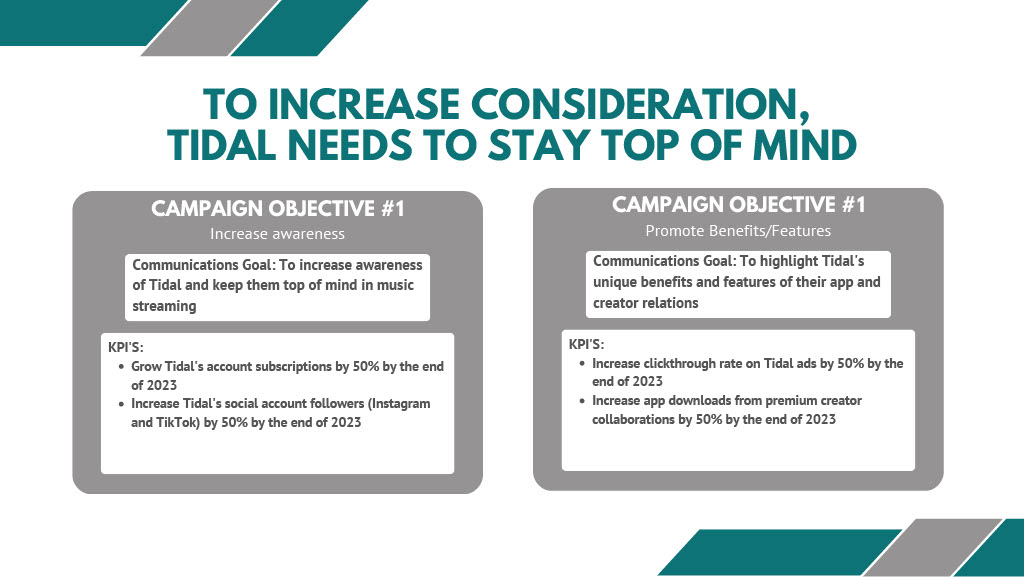 TO INCREASE CONSIDERATION,
TIDAL NEEDS TO STAY TOP OF MIND
CAMPAIGN OBJECTIVE #1
Increase awareness
Communications Goal: To increase awareness
of Tidal and keep them top of mind in music
streaming
KPI'S:
• Grow Tidal's account subscriptions by 50% by the end
of 2023
• Increase Tidal's social account followers (Instagram
and TikTok) by 50% by the end of 2023
CAMPAIGN OBJECTIVE #1
Promote Benefits/Features
Communications Goal: To highlight Tidal's
unique benefits and features of their app and
creator relations
KPI'S:
• Increase clickthrough rate on Tidal ads by 50% by the
end of 2023
• Increase app downloads from premium creator
collaborations by 50% by the end of 2023